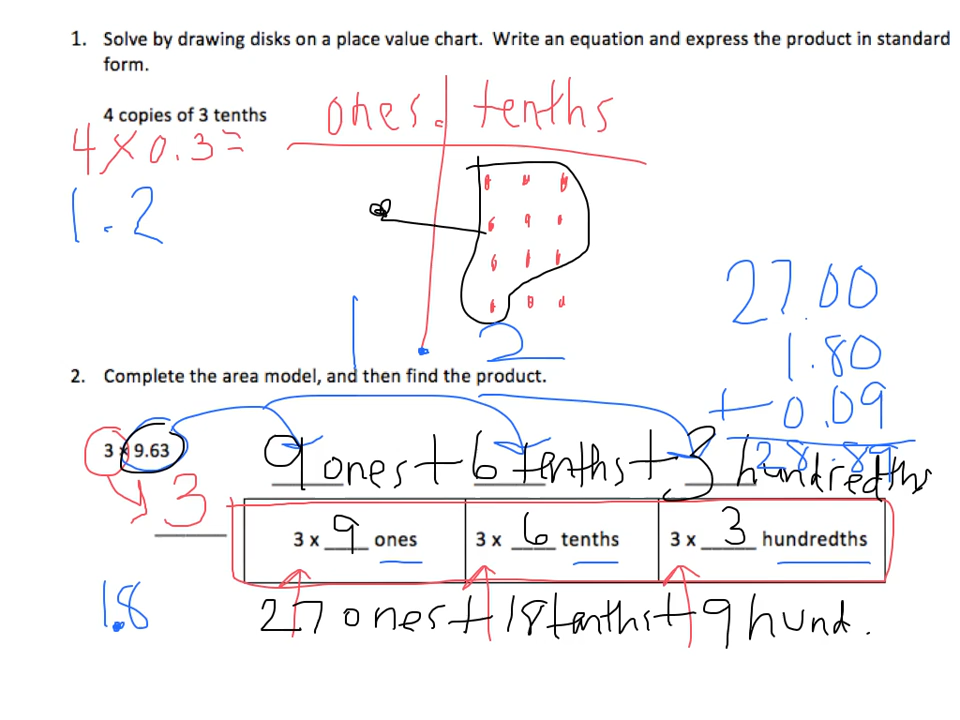 1. Solve by drawing disks on a place value chart. Write an equation and express the product in standard
form.
4 copies of 3 tenths
ones. tenths
4 × 0.3 =
1.2
1 . 2
27.00
1.80
+ 0.09
28.89
2. Complete the area model, and then find the product.
3 × 9.63
9 ones + 6 tenths + 3 hundredths
3
3 x 9 ones 3 x 6 tenths 3 x 3 hundredths
1.8
27 ones + 18 tenths + 9 hund.